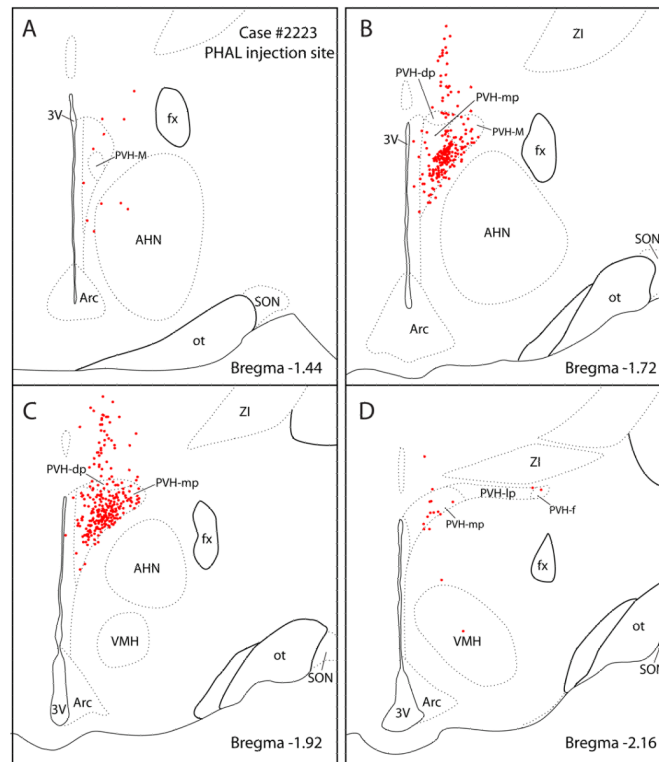 A
Case #2223
PHAL injection site
3V
fx
PVH-M
AHN
Arc
SON
ot
Bregma -1.44
B
ZI
PVH-dp
PVH-mp
3V
PVH-M
fx
AHN
SON
Arc
ot
Bregma -1.72
C
ZI
PVH-dp
PVH-mp
fx
AHN
VMH
ot
SON
Arc
3V
Bregma -1.92
D
ZI
PVH-lp
PVH-f
PVH-mp
fx
VMH
ot
SON
Arc
3V
Bregma -2.16